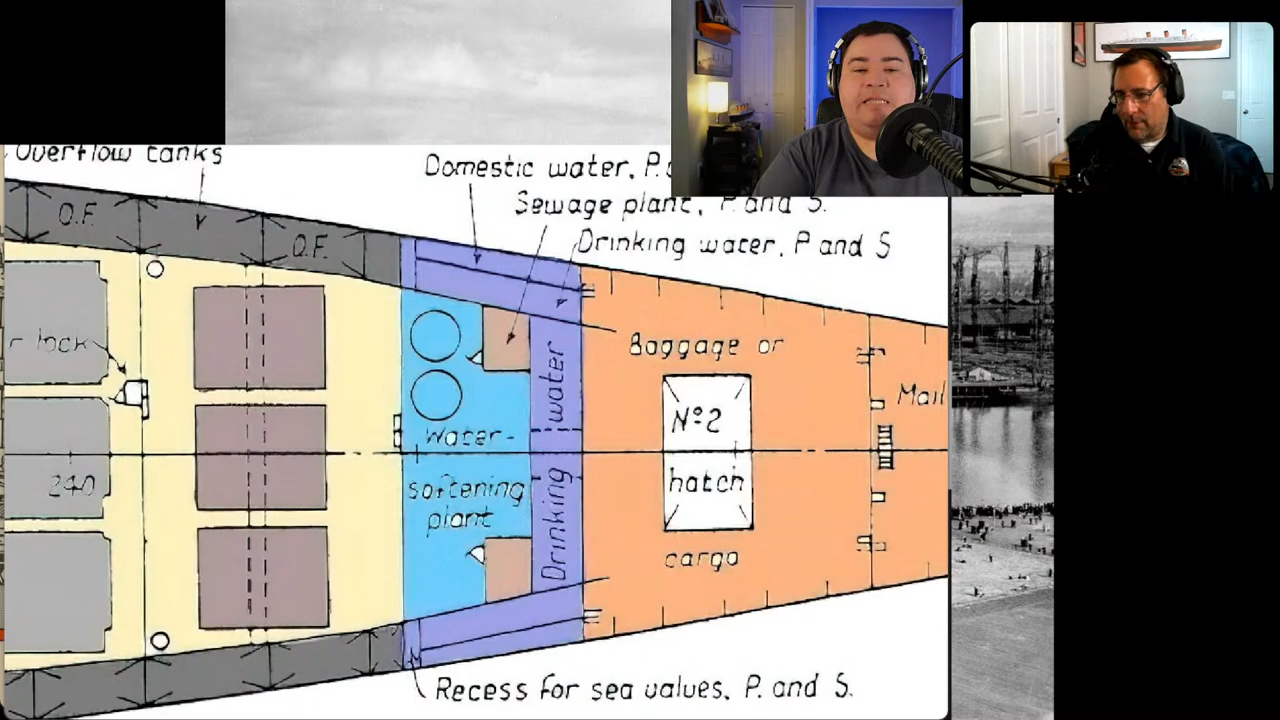 Overflow tanks
Domestic water, P.
Sewage plant, P. and S.
Drinking water, P and S
O.F.
O.F.
r lock
Baggage or
Mail
water
Drinking
Nº2
hatch
Water-
softening
plant
240
cargo
Recess for sea values, P. and S.